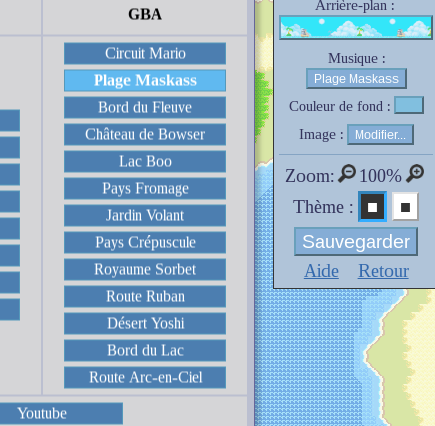 GBA
Circuit Mario
Plage Maskass
Bord du Fleuve
Château de Bowser
Lac Boo
Pays Fromage
Jardin Volant
Pays Crépuscule
Royaume Sorbet
Route Ruban
Désert Yoshi
Bord du Lac
Route Arc-en-Ciel
Youtube
Arrière-plan :
Musique :
Plage Maskass
Couleur de fond :
Image : Modifier...
Zoom: 100%
Thème :
Sauvegarder
Aide Retour